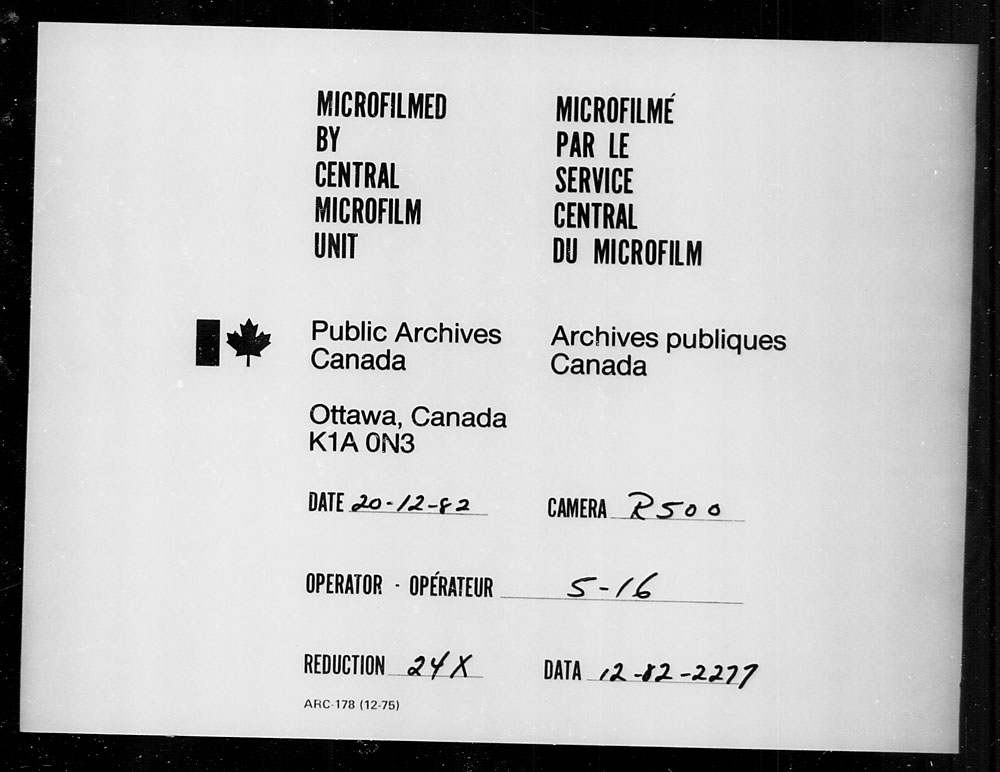 MICROFILMED
BY
CENTRAL
MICROFILM
UNIT
MICROFILMÉ
PAR LE
SERVICE
CENTRAL
DU MICROFILM
Public Archives
Canada
Archives publiques
Canada
Ottawa, Canada
K1A 0N3
DATE 20-12-82
CAMERA R500
OPERATOR - OPÉRATEUR 5-16
REDUCTION 24X
DATA 12-82-2277
ARC-178 (12-75)